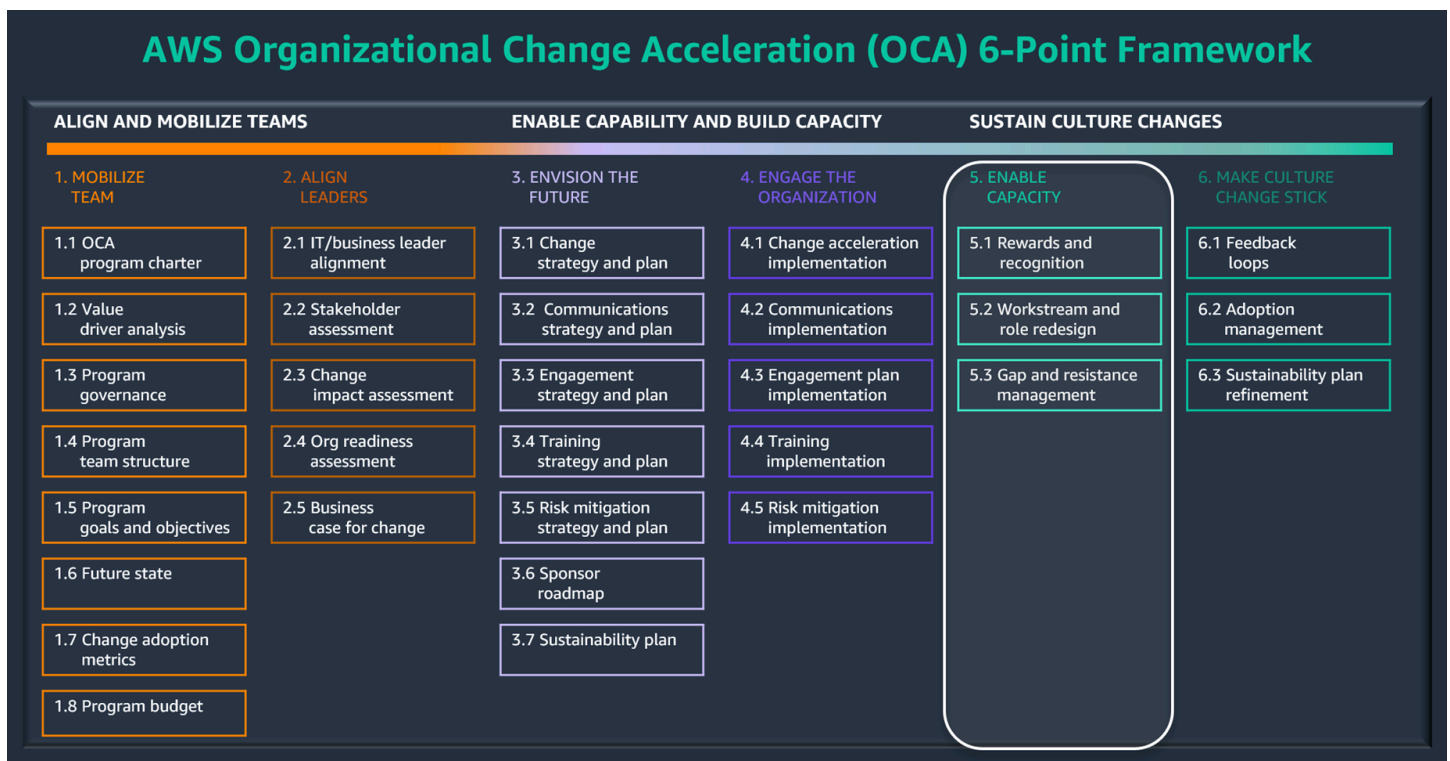 AWS Organizational Change Acceleration (OCA) 6-Point Framework
ALIGN AND MOBILIZE TEAMS
ENABLE CAPABILITY AND BUILD CAPACITY
SUSTAIN CULTURE CHANGES
1. MOBILIZE
TEAM
1.1 OCA
program charter
1.2 Value
driver analysis
1.3 Program
governance
1.4 Program
team structure
1.5 Program
goals and objectives
1.6 Future state
1.7 Change adoption
metrics
1.8 Program budget
2. ALIGN
LEADERS
2.1 IT/business leader
alignment
2.2 Stakeholder
assessment
2.3 Change
impact assessment
2.4 Org readiness
assessment
2.5 Business
case for change
3. ENVISION THE
FUTURE
3.1 Change
strategy and plan
3.2 Communications
strategy and plan
3.3 Engagement
strategy and plan
3.4 Training
strategy and plan
3.5 Risk mitigation
strategy and plan
3.6 Sponsor
roadmap
3.7 Sustainability plan
4. ENGAGE THE
ORGANIZATION
4.1 Change acceleration
implementation
4.2 Communications
implementation
4.3 Engagement plan
implementation
4.4 Training
implementation
4.5 Risk mitigation
implementation
5. ENABLE
CAPACITY
5.1 Rewards and
recognition
5.2 Workstream and
role redesign
5.3 Gap and resistance
management
6. MAKE CULTURE
CHANGE STICK
6.1 Feedback
loops
6.2 Adoption
management
6.3 Sustainability plan
refinement